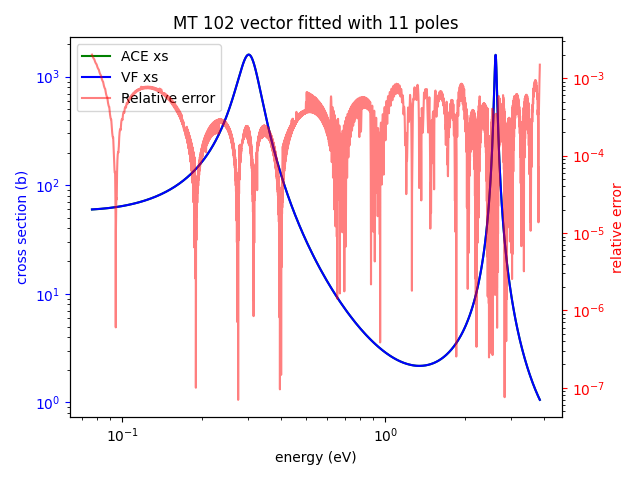 MT 102 vector fitted with 11 poles
ACE xs
VF xs
Relative error
cross section (b)
10³
10²
10¹
10⁰
relative error
10⁻³
10⁻⁴
10⁻⁵
10⁻⁶
10⁻⁷
10⁻¹
10⁰
energy (eV)